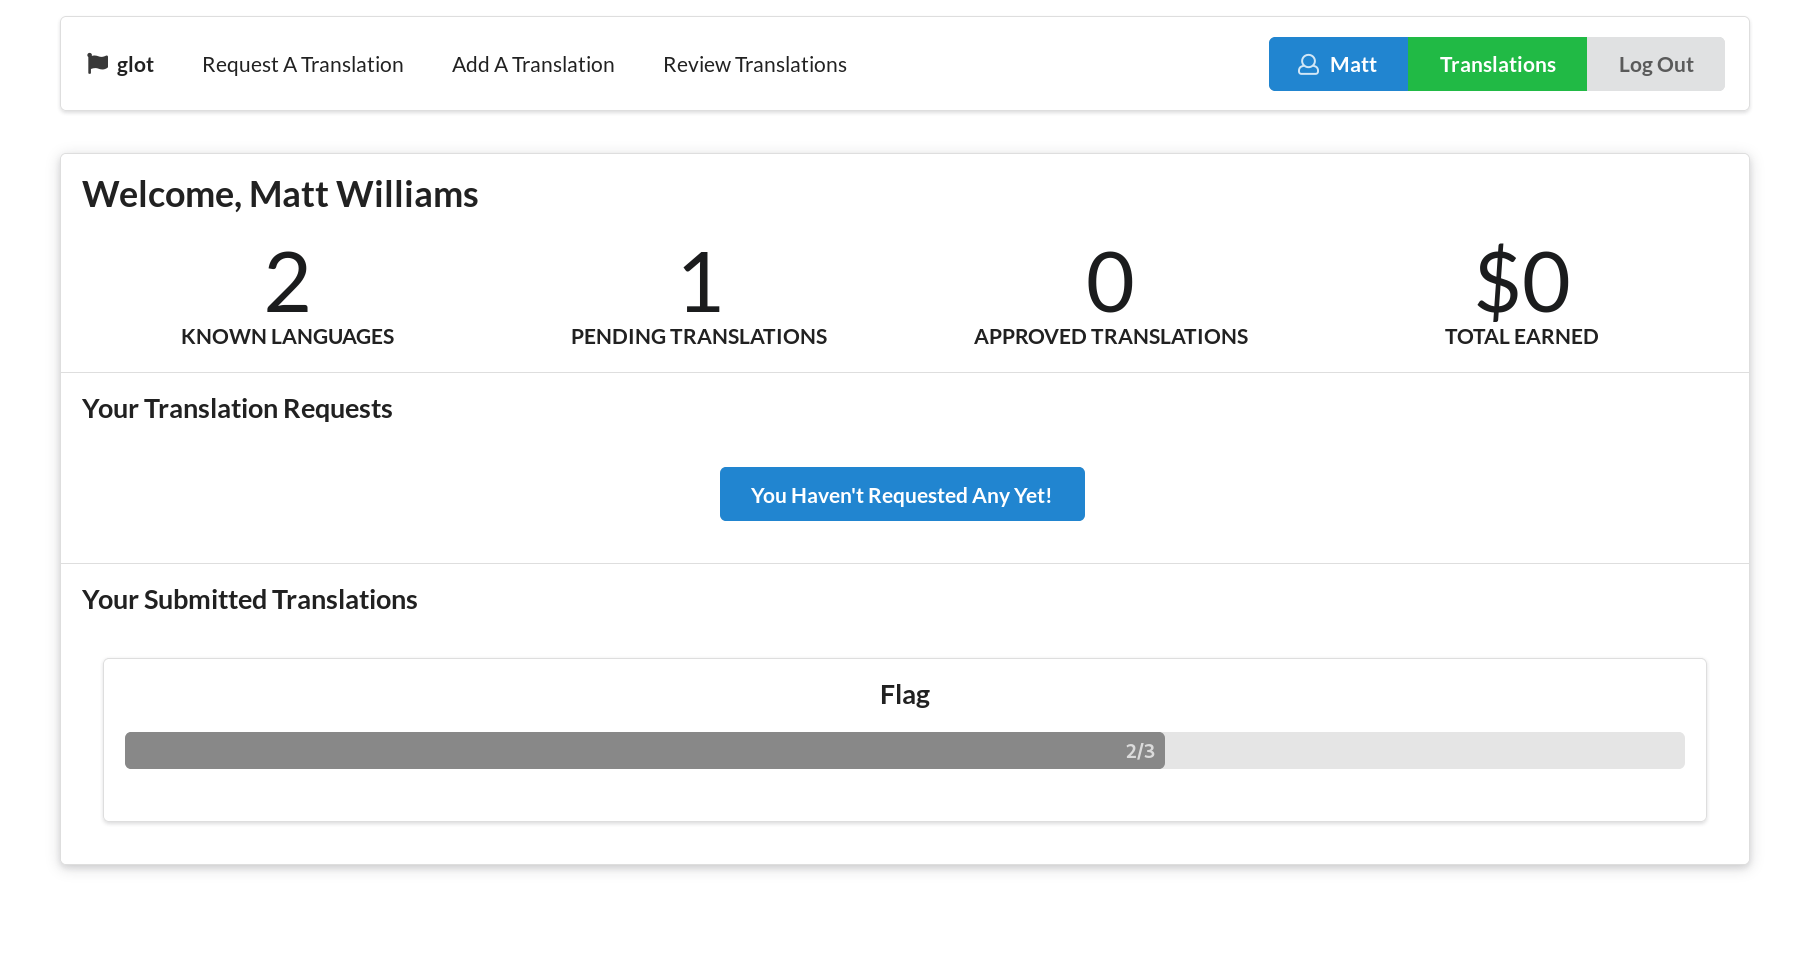 glot Request A Translation Add A Translation Review Translations Matt Translations Log Out
Welcome, Matt Williams
2 1 0 $0
KNOWN LANGUAGES PENDING TRANSLATIONS APPROVED TRANSLATIONS TOTAL EARNED
Your Translation Requests
You Haven't Requested Any Yet!
Your Submitted Translations
Flag
2/3